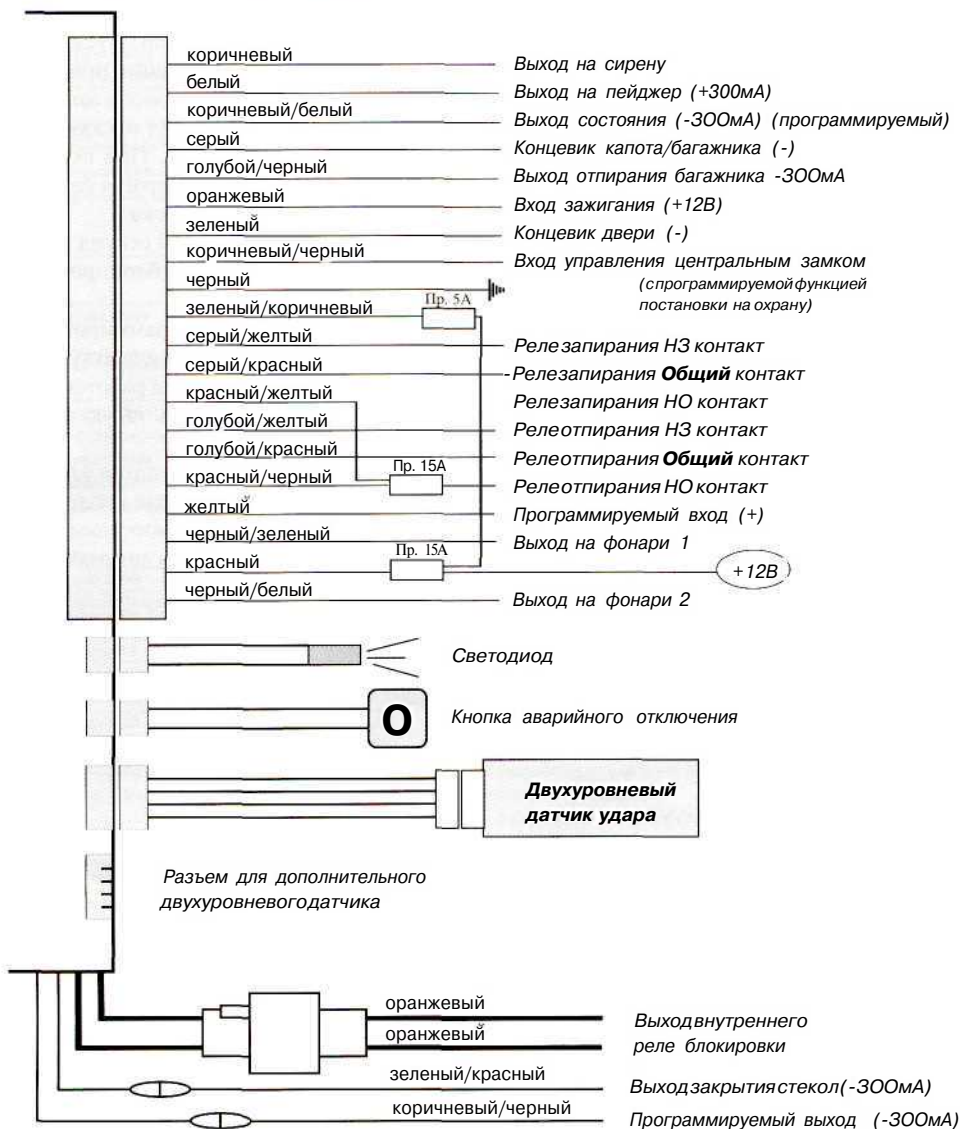 коричневый Выход на сирену
белый Выход на пейджер (+300мА)
коричневый/белый Выход состояния (-300мА) (программируемый)
серый Концевик капота/багажника (-)
голубой/черный Выход отпирания багажника -300мА
оранжевый Вход зажигания (+12В)
зеленый Концевик двери (-)
коричневый/черный Вход управления центральным замком
(с программируемой функцией
постановки на охрану)
черный
зеленый/коричневый Пр. 5А
серый/желтый Реле запирания НЗ контакт
серый/красный -Реле запирания Общий контакт
красный/желтый Реле запирания НО контакт
голубой/желтый Реле отпирания НЗ контакт
голубой/красный Реле отпирания Общий контакт
красный/черный Пр. 15А Реле отпирания НО контакт
желтый Программируемый вход (+)
черный/зеленый Выход на фонари 1
красный Пр. 15А +12В
черный/белый Выход на фонари 2
Светодиод
О Кнопка аварийного отключения
Двухуровневый
датчик удара
Разъем для дополнительного
двухуровневого датчика
оранжевый Выход внутреннего
оранжевый реле блокировки
зеленый/красный Выход закрытия стекол (-300мА)
коричневый/черный Программируемый выход (-300мА)